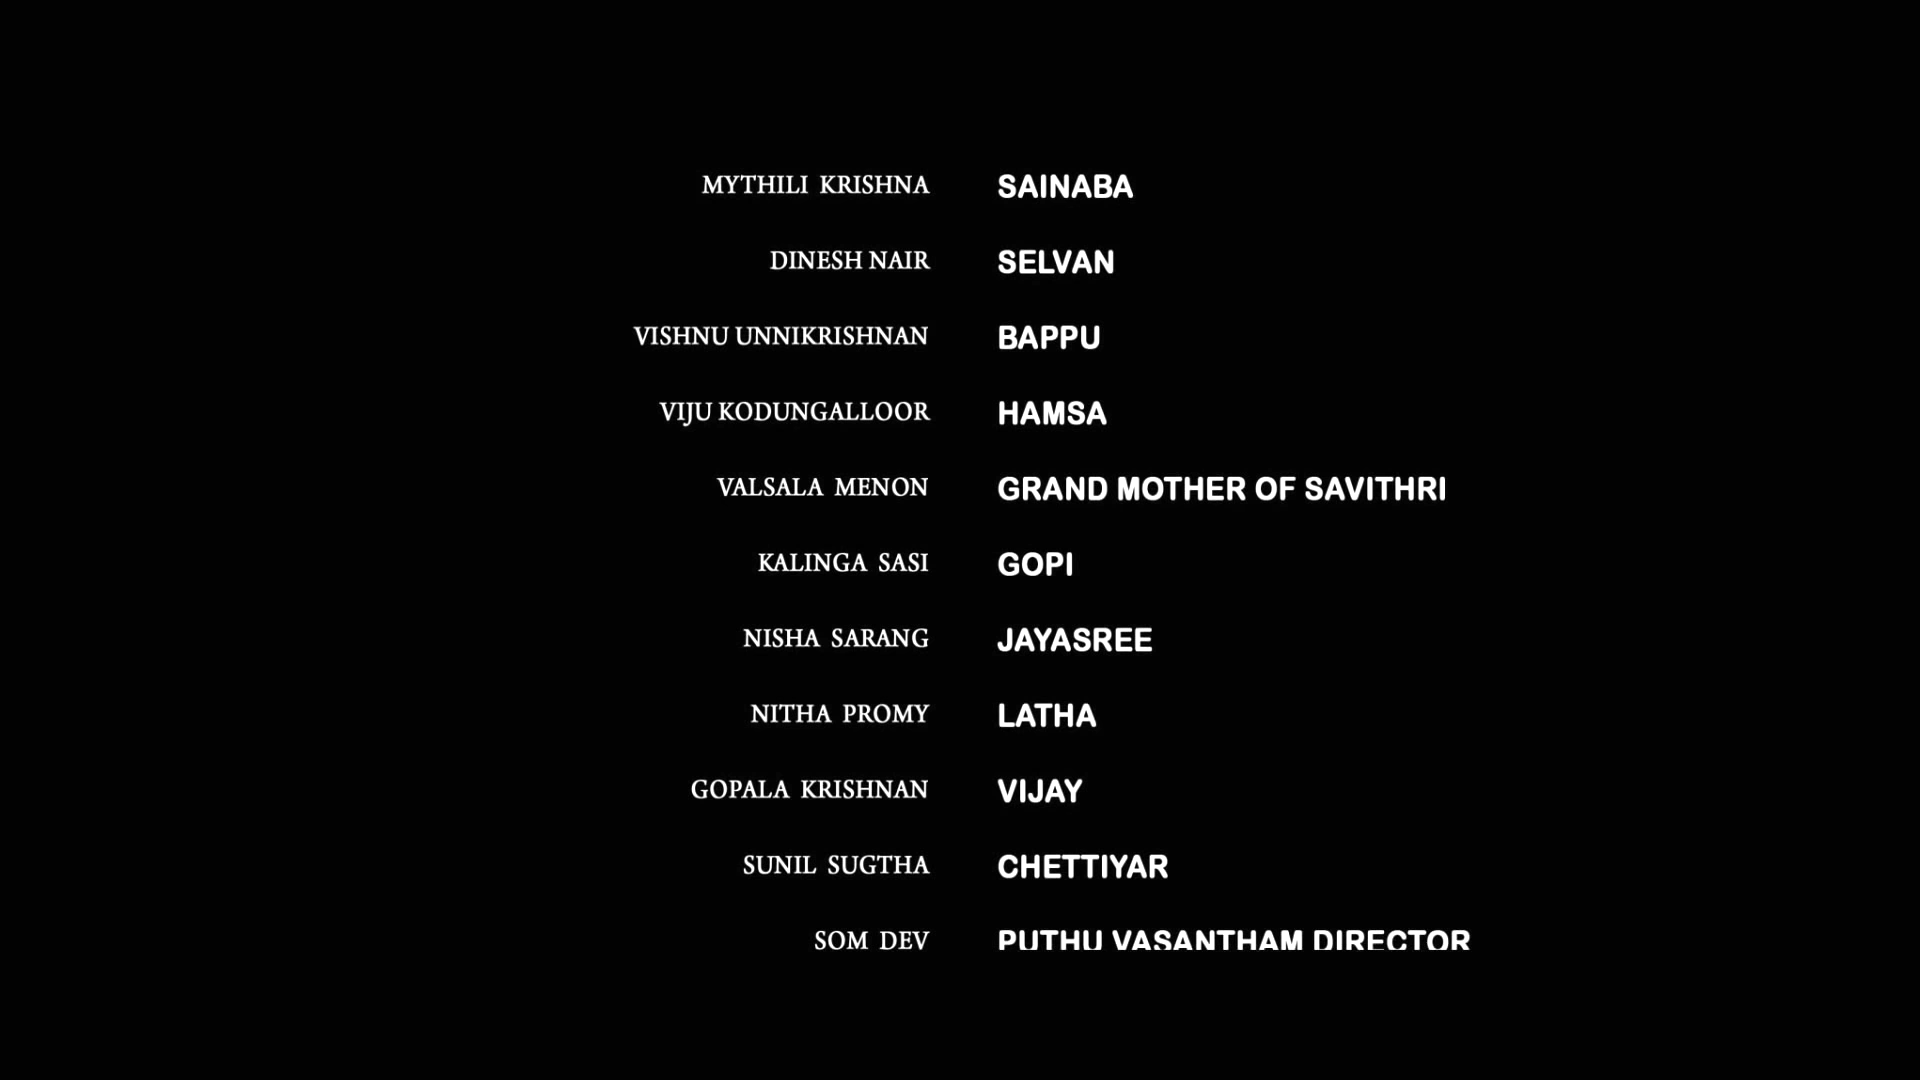 MYTHILI KRISHNA SAINABA
DINESH NAIR SELVAN
VISHNU UNNIKRISHNAN BAPPU
VIJU KODUNGALLOOR HAMSA
VALSALA MENON GRAND MOTHER OF SAVITHRI
KALINGA SASI GOPI
NISHA SARANG JAYASREE
NITHA PROMY LATHA
GOPALA KRISHNAN VIJAY
SUNIL SUGTHA CHETTIYAR
SOM DEV PUTHU VASANTHAM DIRECTOR